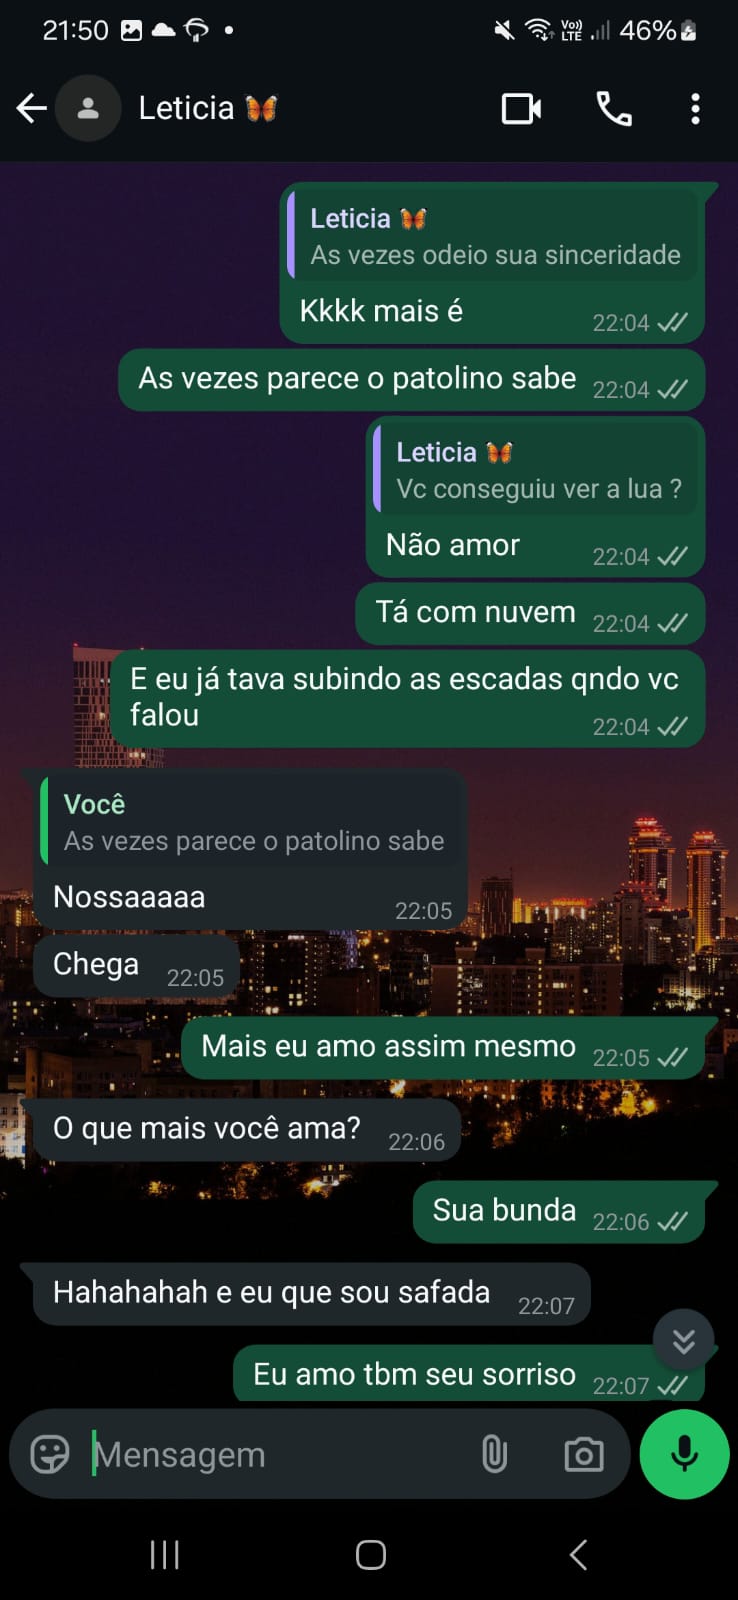 21:50
Vo))
LTE
46%
Leticia 🦋
Leticia 🦋
As vezes odeio sua sinceridade
Kkkk mais é
22:04
As vezes parece o patolino sabe
22:04
Leticia 🦋
Vc conseguiu ver a lua ?
Não amor
22:04
Tá com nuvem
22:04
E eu já tava subindo as escadas qndo vc
falou
22:04
Você
As vezes parece o patolino sabe
Nossaaaaa
22:05
Chega
22:05
Mais eu amo assim mesmo
22:05
O que mais você ama?
22:06
Sua bunda
22:06
Hahahahah e eu que sou safada
22:07
Eu amo tbm seu sorriso
22:07
Mensagem